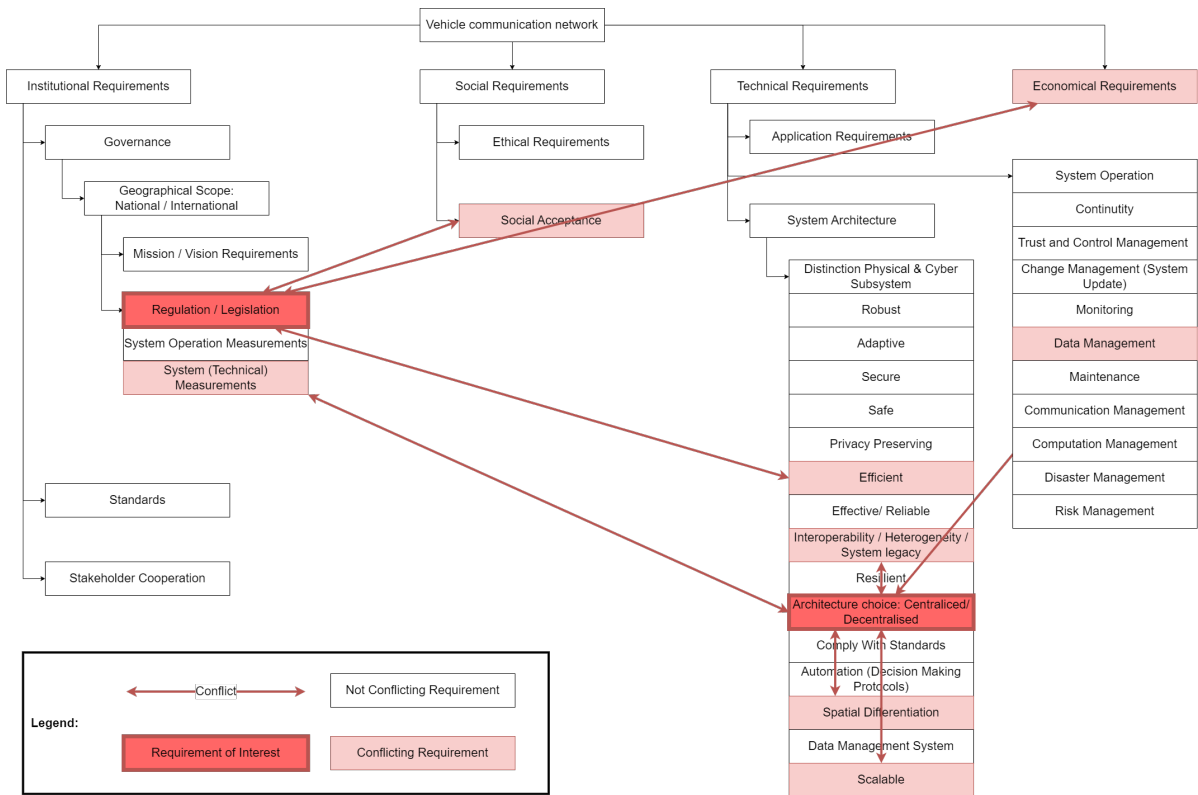 Vehicle communication network
Institutional Requirements
Social Requirements
Technical Requirements
Economical Requirements
Governance
Geographical Scope:
National / International
Mission / Vision Requirements
Regulation / Legislation
System Operation Measurements
System (Technical)
Measurements
Standards
Stakeholder Cooperation
Ethical Requirements
Social Acceptance
Application Requirements
System Architecture
Distinction Physical & Cyber
Subsystem
Robust
Adaptive
Secure
Safe
Privacy Preserving
Efficient
Effective/ Reliable
Interoperability / Heterogeneity /
System legacy
Resilient
Architecture choice: Centraliced/
Decentralised
Comply With Standards
Automation (Decision Making
Protocols)
Spatial Differentiation
Data Management System
Scalable
System Operation
Continutity
Trust and Control Management
Change Management (System
Update)
Monitoring
Data Management
Maintenance
Communication Management
Computation Management
Disaster Management
Risk Management
Legend:
Conflict
Not Conflicting Requirement
Requirement of Interest
Conflicting Requirement